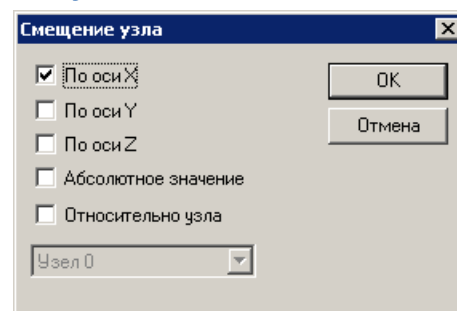 Смещение узла
По оси X
OK
По оси Y
Отмена
По оси Z
Абсолютное значение
Относительно узла
Узел 0